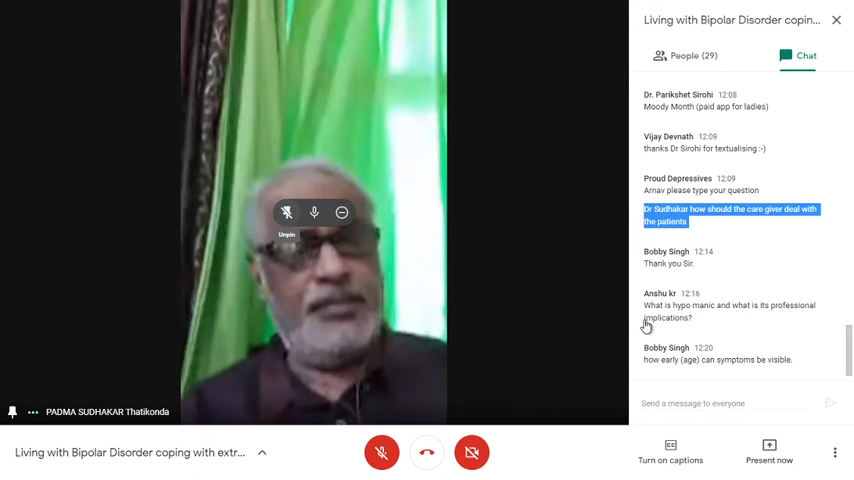 Living with Bipolar Disorder copin...
People (29)
Chat
Dr. Parikshet Sirohi 12:08
Moody Month (paid app for ladies)
Vijay Devnath 12:09
thanks Dr Sirohi for textualising :-)
Proud Depressives 12:09
Arnav please type your question
Dr Sudhakar how should the care giver deal with
the patients
Bobby Singh 12:14
Thank you Sir.
Anshu kr 12:16
What is hypo manic and what is its professional
implications?
Bobby Singh 12:20
how early (age) can symptoms be visible.
Send a message to everyone
Unpin
PADMA SUDHAKAR Thatikonda
Living with Bipolar Disorder coping with extr...
Turn on captions
Present now